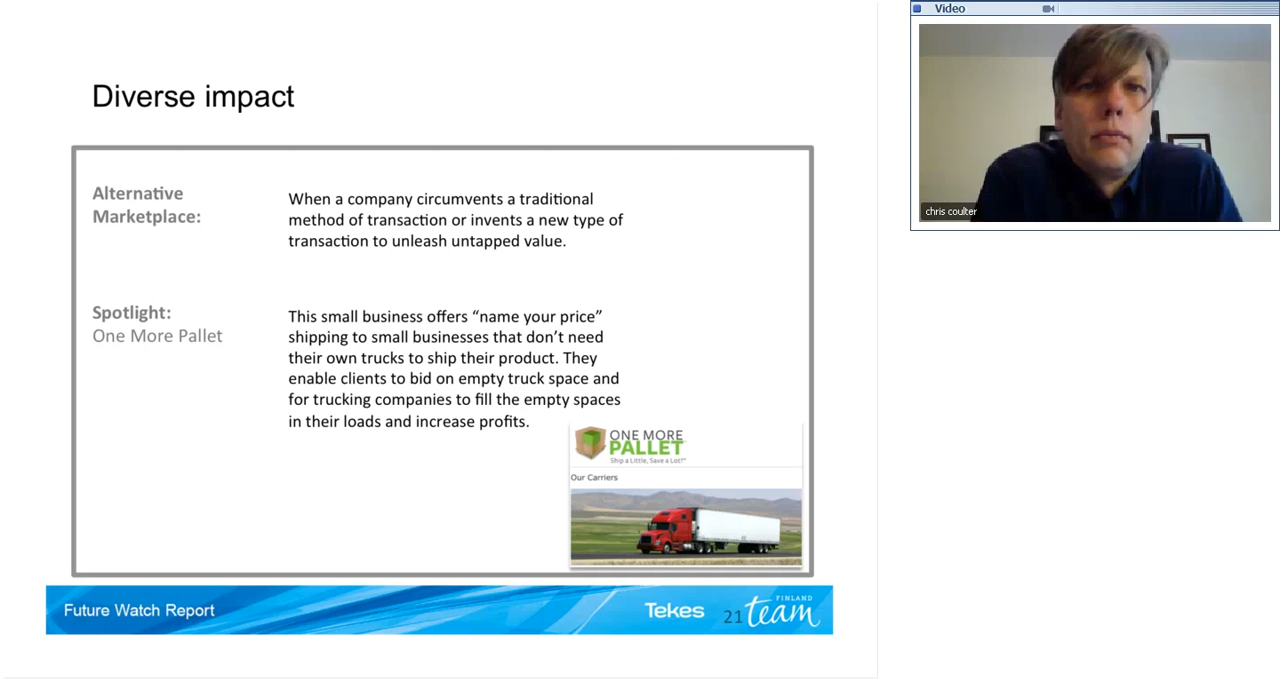 Diverse impact
Alternative
Marketplace:
When a company circumvents a traditional
method of transaction or invents a new type of
transaction to unleash untapped value.
Spotlight:
One More Pallet
This small business offers “name your price”
shipping to small businesses that don’t need
their own trucks to ship their product. They
enable clients to bid on empty truck space and
for trucking companies to fill the empty spaces
in their loads and increase profits.
ONE MORE
PALLET
Ship a Little, Save a Lot!™
Our Carriers
Future Watch Report
Tekes
21
FINLAND
team
Video
chris coulter